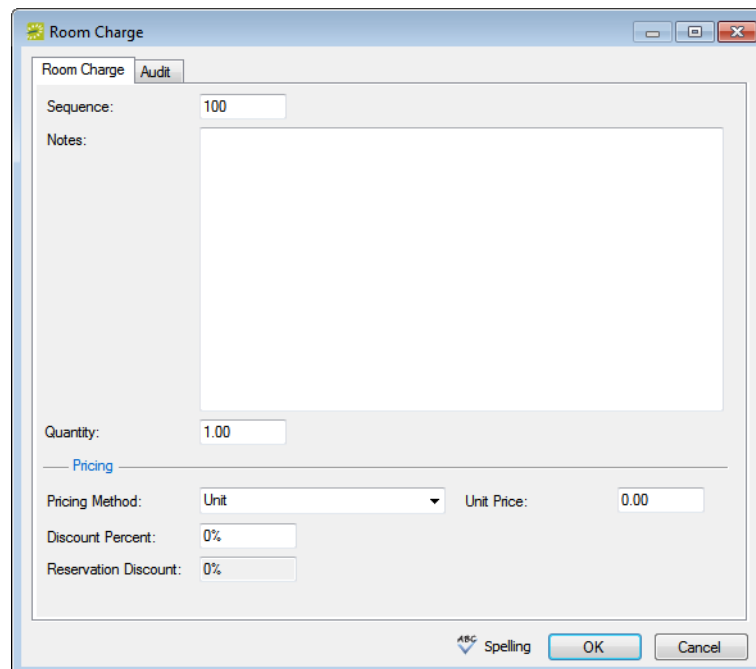 Room Charge
Room Charge Audit
Sequence: 100
Notes:
Quantity: 1.00
Pricing
Pricing Method: Unit Unit Price: 0.00
Discount Percent: 0%
Reservation Discount: 0%
ABC Spelling OK Cancel